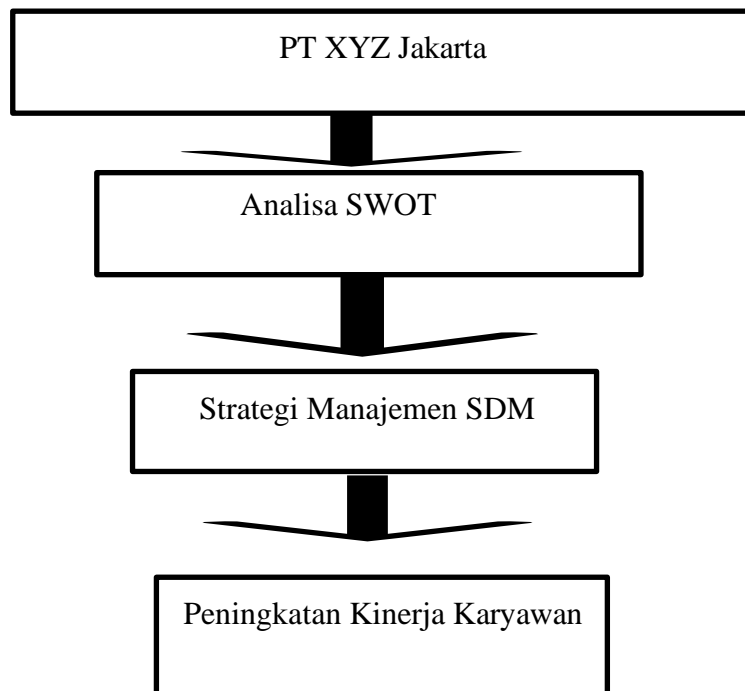 PT XYZ Jakarta
Analisa SWOT
Strategi Manajemen SDM
Peningkatan Kinerja Karyawan